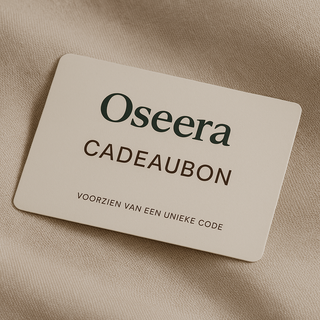 Oseera
CADEAUBON
VOORZIEN VAN EEN UNIEKE CODE